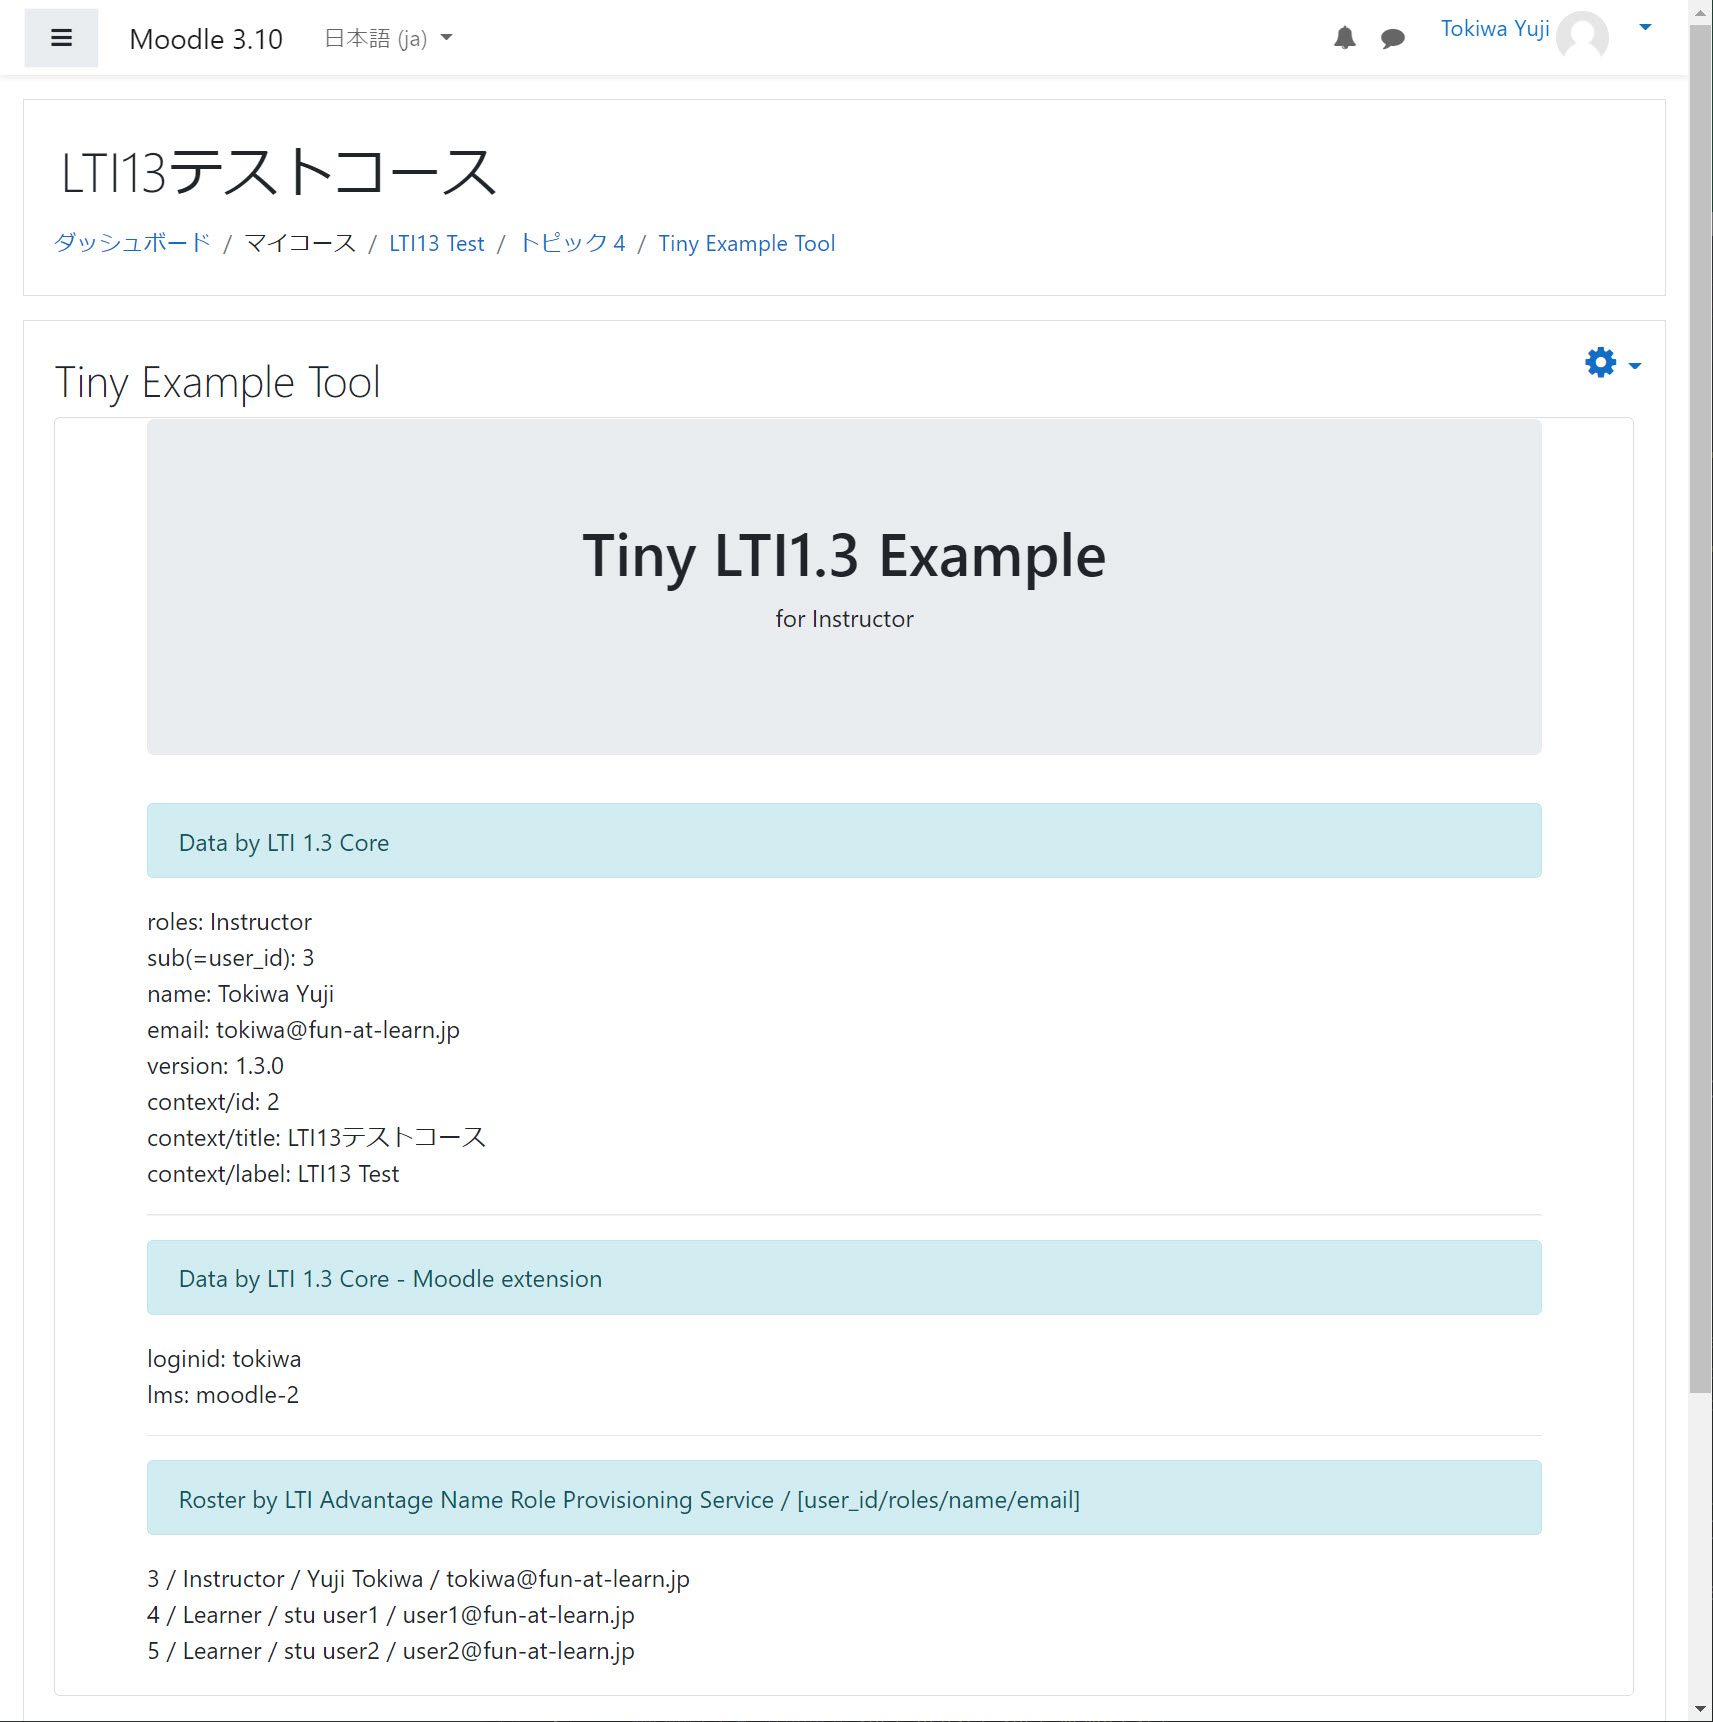 Moodle 3.10 日本語 (ja) Tokiwa Yuji
LTI13テストコース
ダッシュボード / マイコース / LTI13 Test / トピック 4 / Tiny Example Tool
Tiny Example Tool
Tiny LTI1.3 Example
for Instructor
Data by LTI 1.3 Core
roles: Instructor
sub(=user_id): 3
name: Tokiwa Yuji
email: tokiwa@fun-at-learn.jp
version: 1.3.0
context/id: 2
context/title: LTI13テストコース
context/label: LTI13 Test
Data by LTI 1.3 Core - Moodle extension
loginid: tokiwa
lms: moodle-2
Roster by LTI Advantage Name Role Provisioning Service / [user_id/roles/name/email]
3 / Instructor / Yuji Tokiwa / tokiwa@fun-at-learn.jp
4 / Learner / stu user1 / user1@fun-at-learn.jp
5 / Learner / stu user2 / user2@fun-at-learn.jp